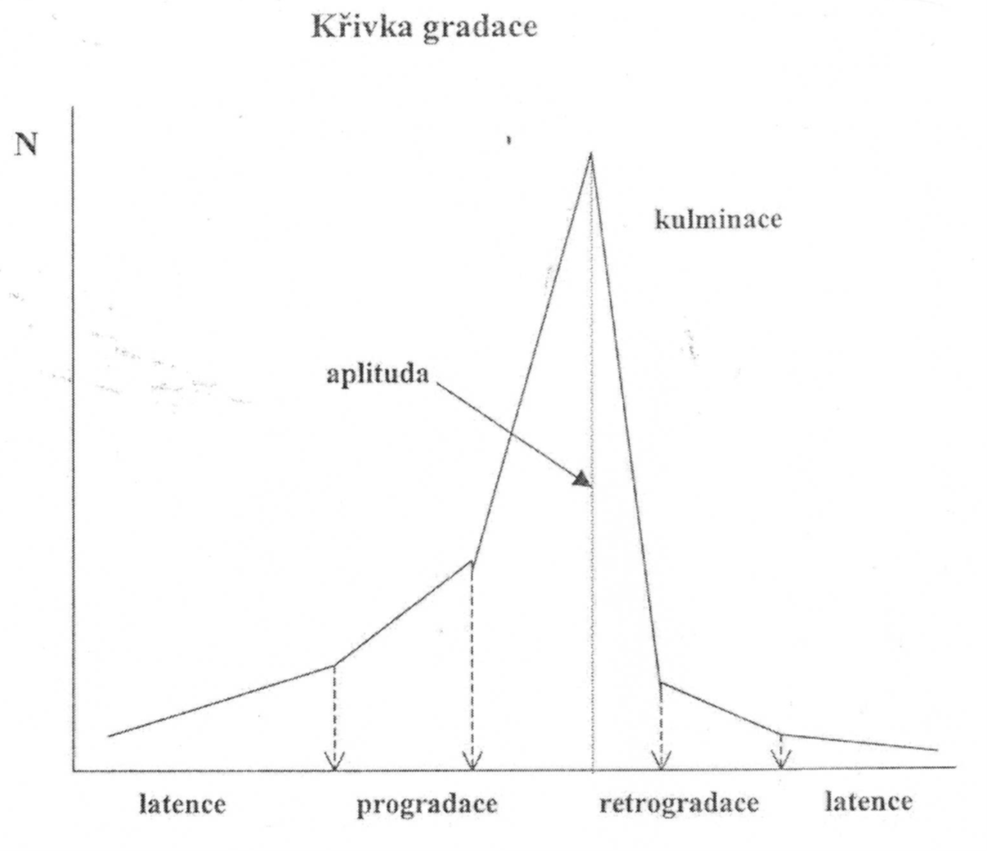 Křivka gradace
N
kulminace
aplituda
latence
progradace
retrogradace
latence